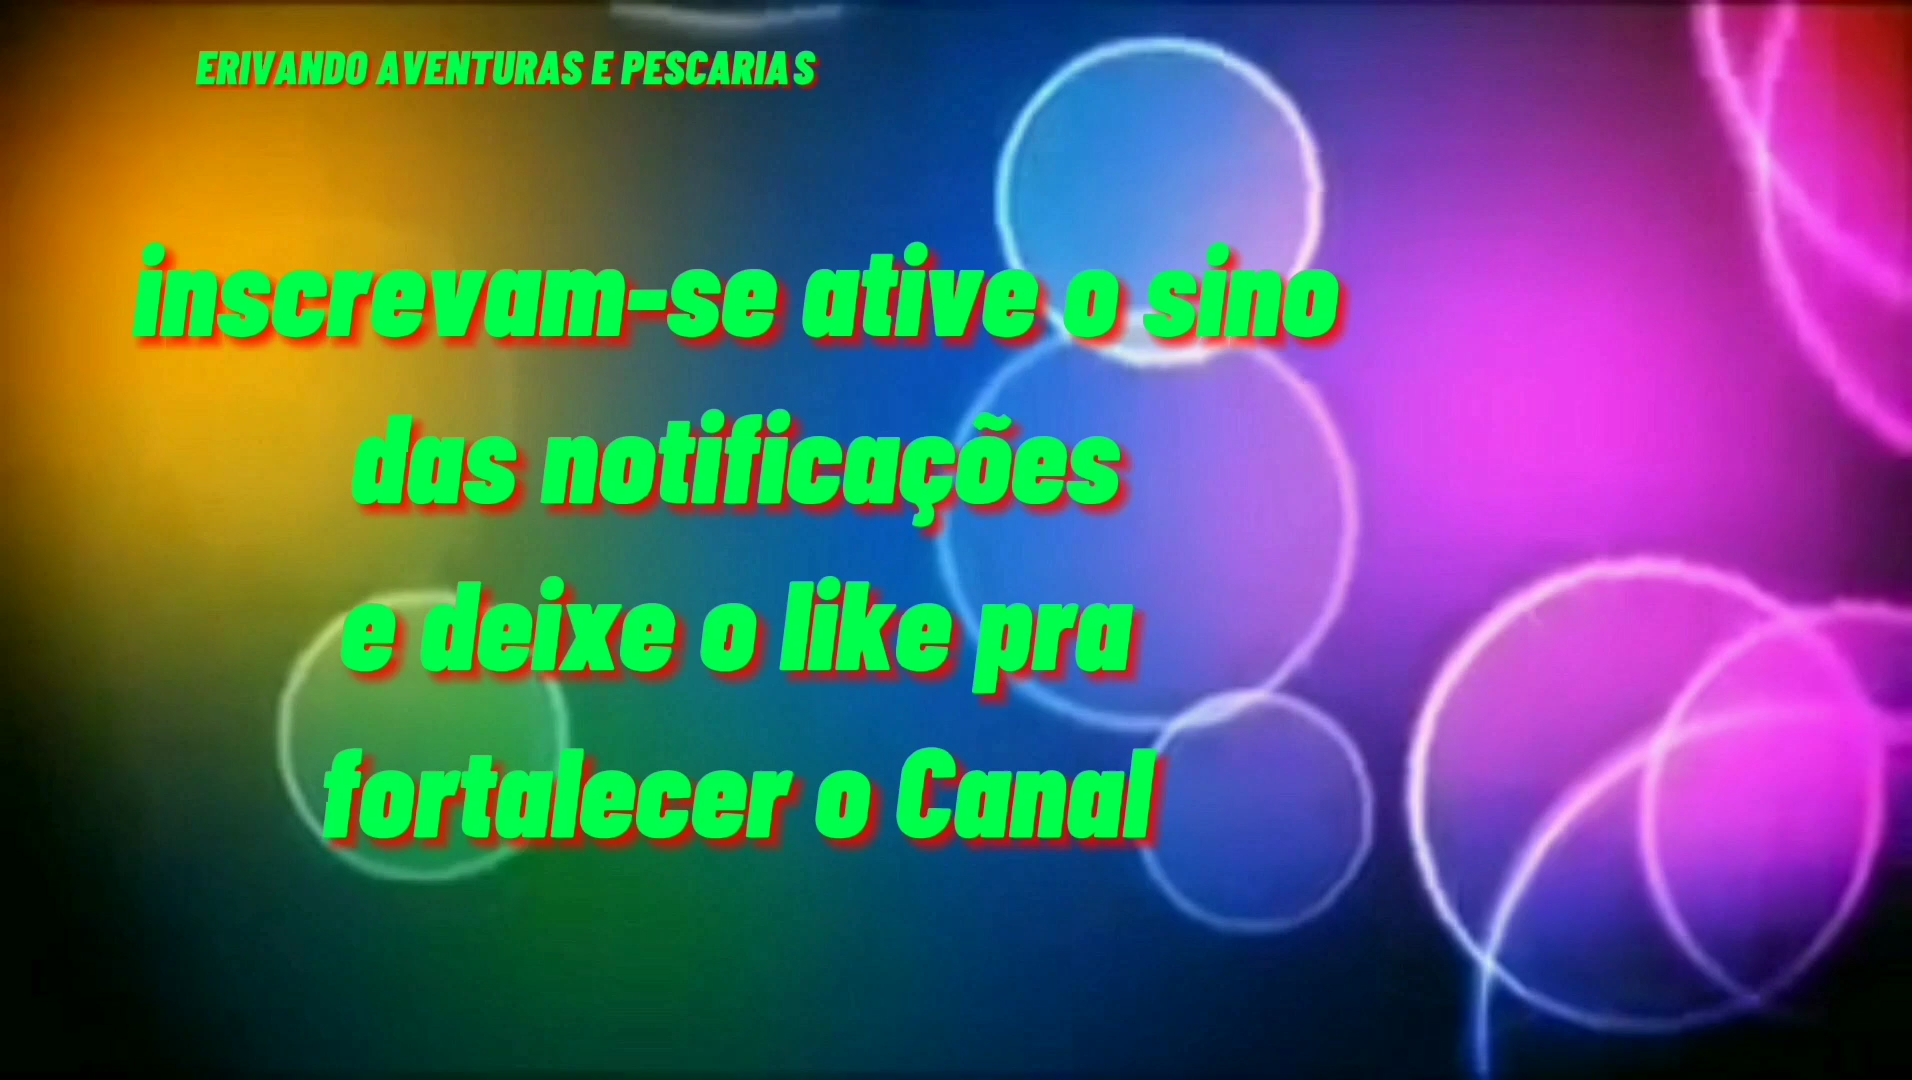 ERIVANDO AVENTURAS E PESCARIAS
inscrevam-se ative o sino
das notificações
e deixe o like pra
fortalecer o Canal